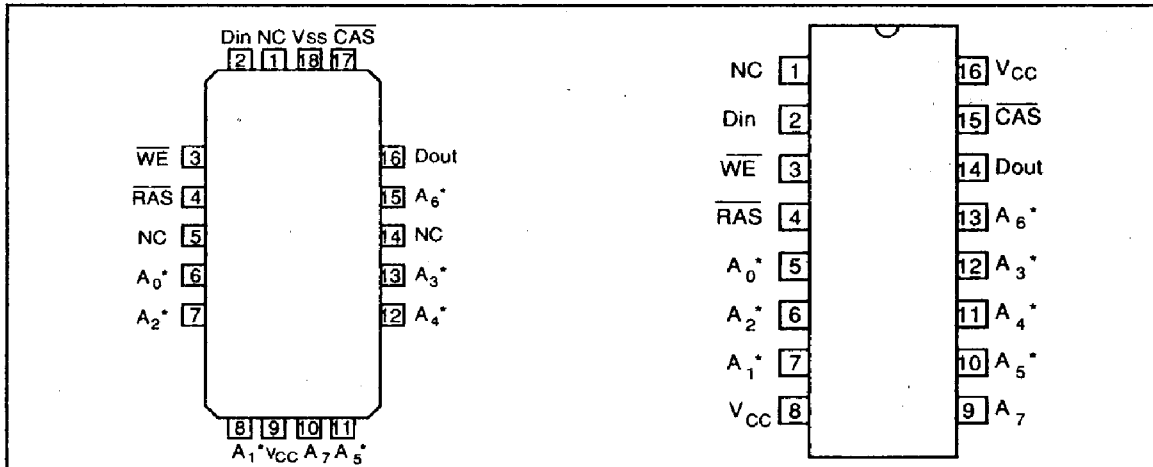 Din NC Vss CAS
2 1 18 17
WE 3
RAS 4
NC 5
A0* 6
A2* 7
16 Dout
15 A6*
14 NC
13 A3*
12 A4*
8 9 10 11
A1* VCC A7 A5*
NC 1
Din 2
WE 3
RAS 4
A0* 5
A2* 6
A1* 7
VCC 8
16 VCC
15 CAS
14 Dout
13 A6*
12 A3*
11 A4*
10 A5*
9 A7